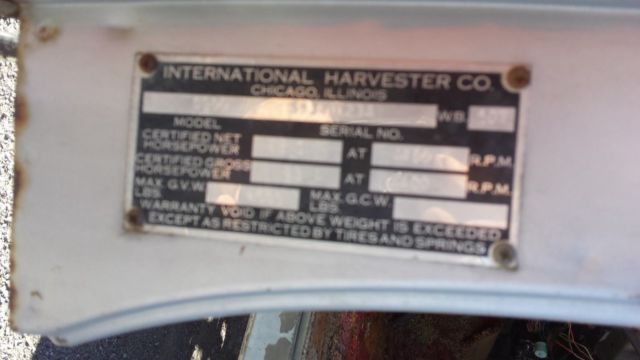 INTERNATIONAL HARVESTER CO.
CHICAGO, ILLINOIS
W.B.
MODEL SERIAL NO.
CERTIFIED NET HORSEPOWER AT R.P.M.
CERTIFIED GROSS HORSEPOWER AT R.P.M.
MAX. G.V.W. LBS. MAX. G.C.W. LBS.
WARRANTY VOID IF ABOVE WEIGHT IS EXCEEDED
EXCEPT AS RESTRICTED BY TIRES AND SPRINGS